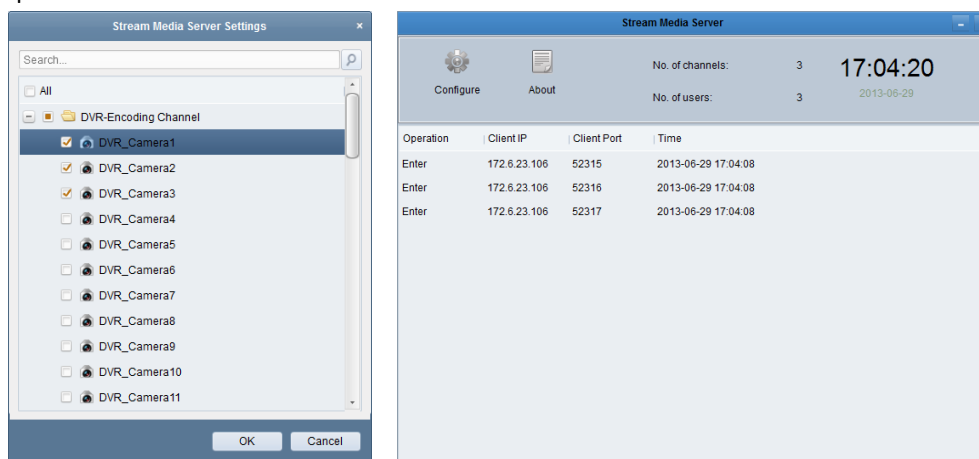 Stream Media Server Settings ×
Search...
All
DVR-Encoding Channel
DVR_Camera1
DVR_Camera2
DVR_Camera3
DVR_Camera4
DVR_Camera5
DVR_Camera6
DVR_Camera7
DVR_Camera8
DVR_Camera9
DVR_Camera10
DVR_Camera11
OK Cancel
Stream Media Server
Configure About
No. of channels: 3
No. of users: 3
17:04:20
2013-06-29
Operation Client IP Client Port Time
Enter 172.6.23.106 52315 2013-06-29 17:04:08
Enter 172.6.23.106 52316 2013-06-29 17:04:08
Enter 172.6.23.106 52317 2013-06-29 17:04:08